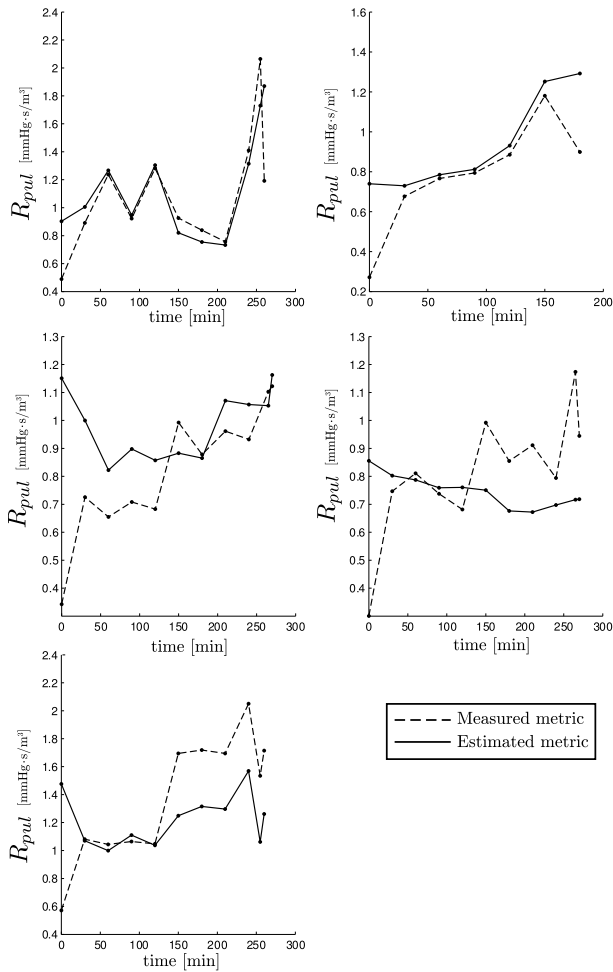 2.4
2.2
2
1.8
1.6
1.4
1.2
1
0.8
0.6
0.4
0 50 100 150 200 250 300
time [min]
R_pul [mmHg·s/m³]
1.6
1.4
1.2
1
0.8
0.6
0.4
0.2
0 50 100 150 200
time [min]
R_pul [mmHg·s/m³]
1.3
1.2
1.1
1
0.9
0.8
0.7
0.6
0.5
0.4
0 50 100 150 200 250 300
time [min]
R_pul [mmHg·s/m³]
1.3
1.2
1.1
1
0.9
0.8
0.7
0.6
0.5
0.4
0 50 100 150 200 250 300
time [min]
R_pul [mmHg·s/m³]
2.4
2.2
2
1.8
1.6
1.4
1.2
1
0.8
0.6
0.4
0 50 100 150 200 250 300
time [min]
R_pul [mmHg·s/m³]
Measured metric
Estimated metric